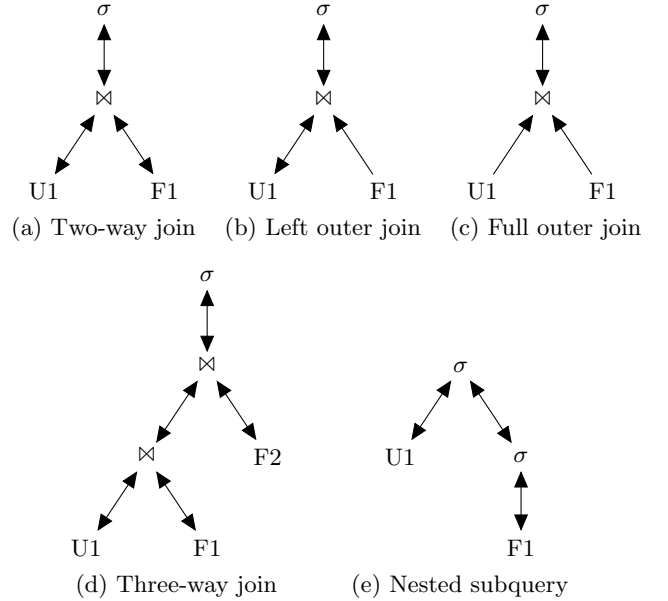 σ σ σ
⋈ ⋈ ⋈
U1 F1 U1 F1 U1 F1
(a) Two-way join (b) Left outer join (c) Full outer join
σ
⋈ σ
⋈ F2 U1 σ
U1 F1 F1
(d) Three-way join (e) Nested subquery